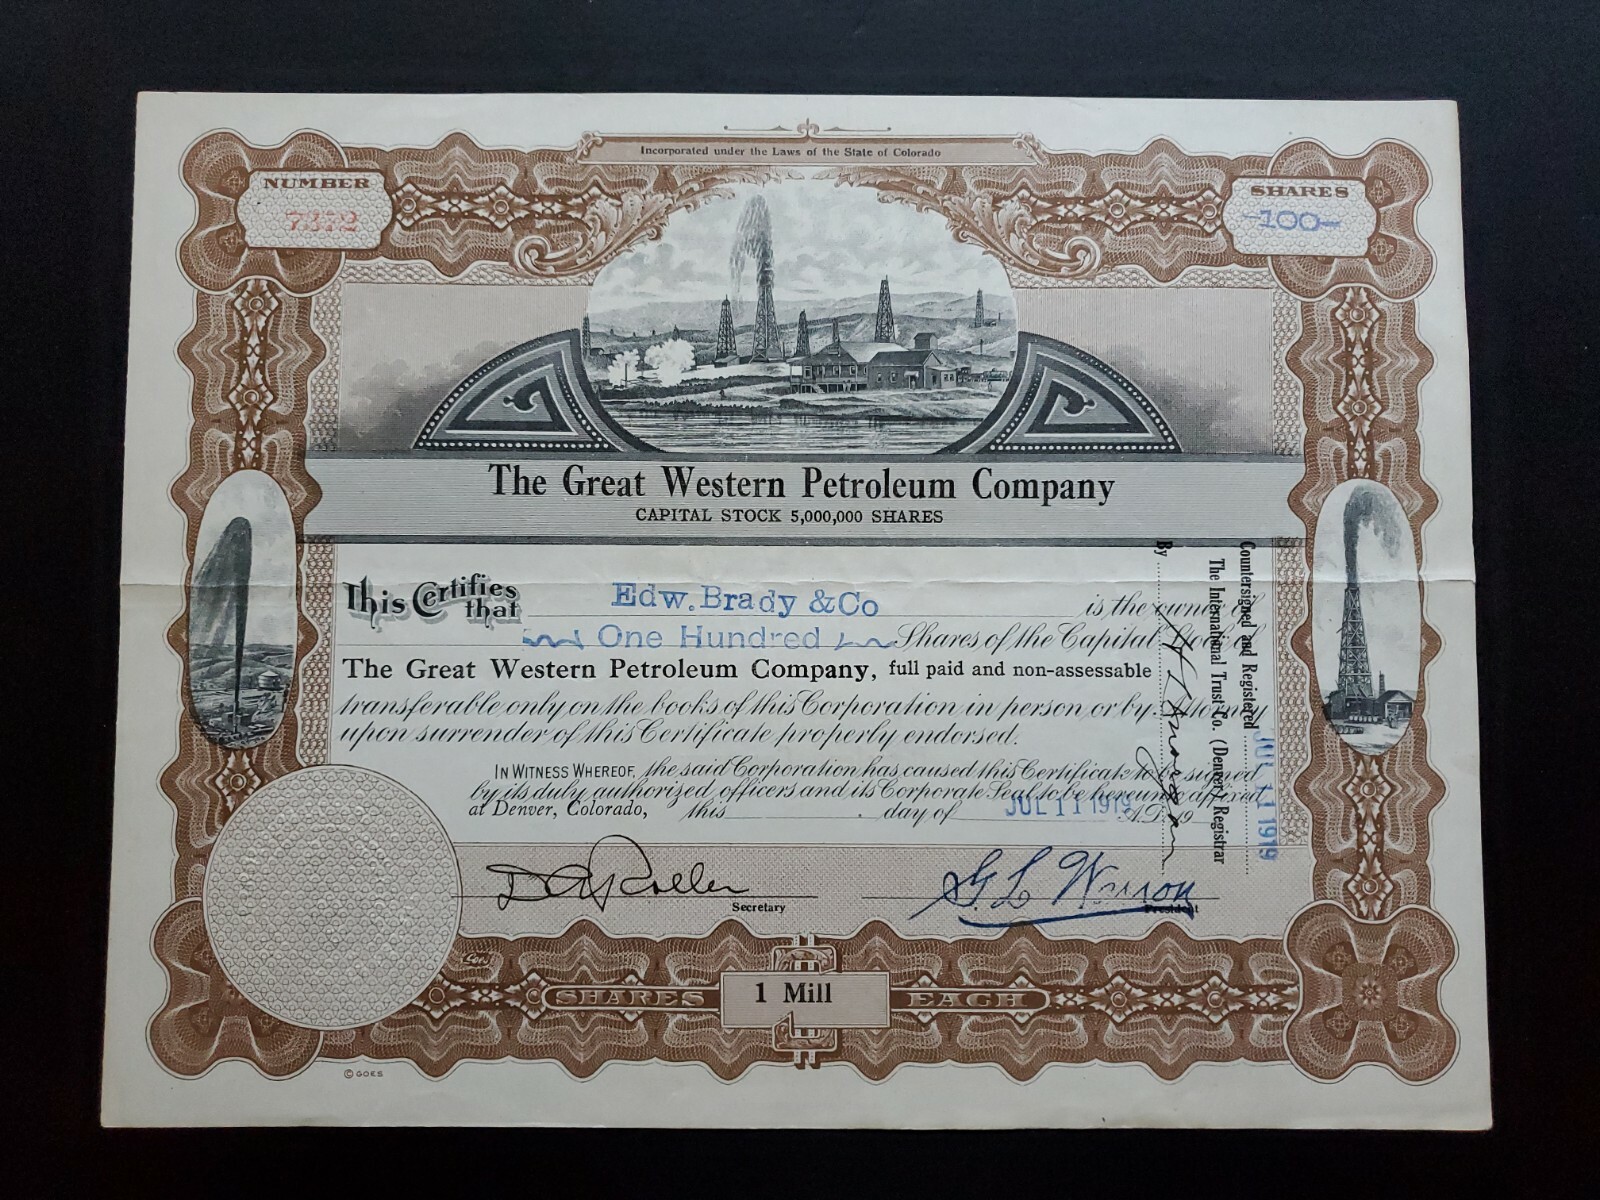 Incorporated under the Laws of the State of Colorado
NUMBER
7372
SHARES
-100-
The Great Western Petroleum Company
CAPITAL STOCK 5,000,000 SHARES
This Certifies that Edw. Brady & Co is the owner of
One Hundred Shares of the Capital Stock of
The Great Western Petroleum Company, full paid and non-assessable
transferable only on the books of this Corporation in person or by Attorney
upon surrender of this Certificate properly endorsed.
IN WITNESS WHEREOF, the said Corporation has caused this Certificate to be signed
by its duly authorized officers and its Corporate Seal to be hereunto affixed
at Denver, Colorado, this day of JUL 11 1919 A.D. 19
Countersigned and Registered JUL 11 1919
The International Trust Co. (Denver) Registrar
By
Secretary
G L
President
Goes
SHARES 1 Mill EACH
© GOES